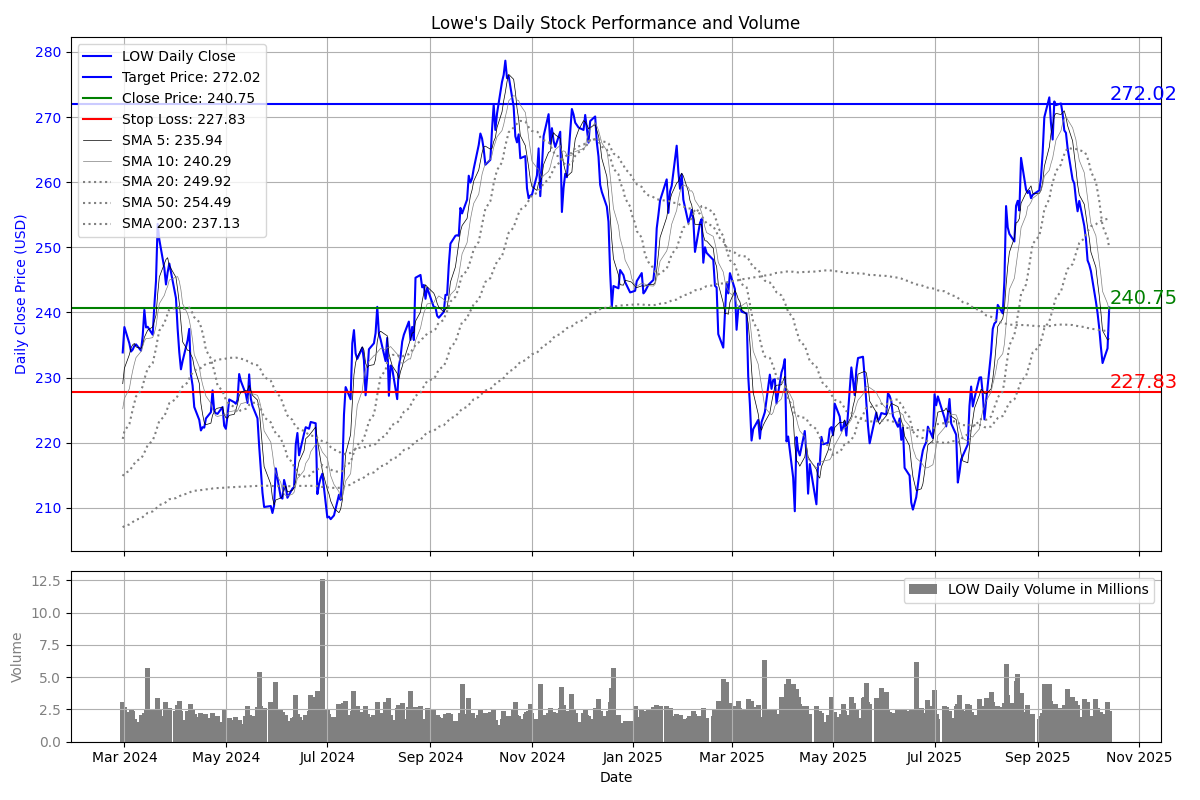 Lowe's Daily Stock Performance and Volume
280
270
260
250
240
230
220
210
Daily Close Price (USD)
LOW Daily Close
Target Price: 272.02
Close Price: 240.75
Stop Loss: 227.83
SMA 5: 235.94
SMA 10: 240.29
SMA 20: 249.92
SMA 50: 254.49
SMA 200: 237.13
272.02
240.75
227.83
12.5
10.0
7.5
5.0
2.5
0.0
Volume
LOW Daily Volume in Millions
Mar 2024 May 2024 Jul 2024 Sep 2024 Nov 2024 Jan 2025 Mar 2025 May 2025 Jul 2025 Sep 2025 Nov 2025
Date